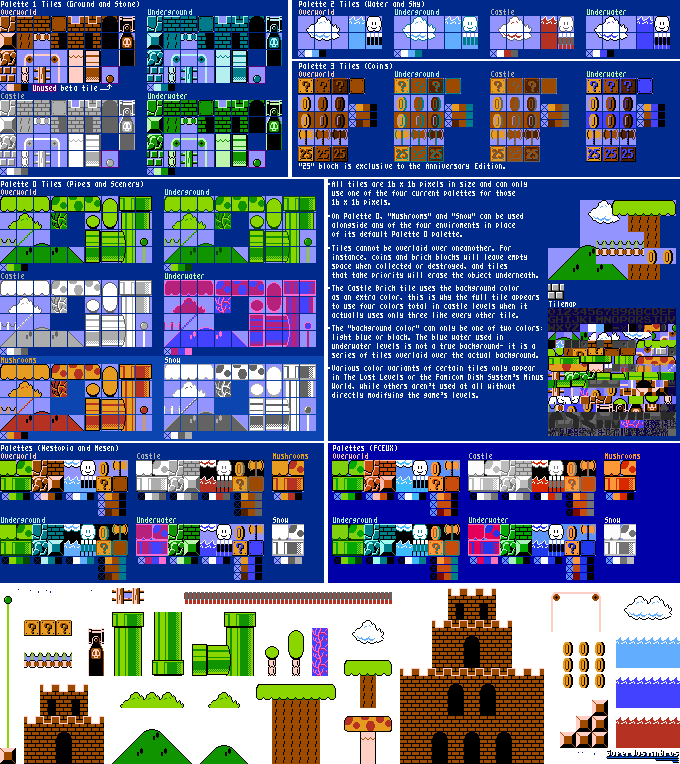 Palette 1 Tiles (Ground and Stone)
Overworld
Underground
Unused beta tile
Castle
Underwater
Palette 2 Tiles (Water and Sky)
Overworld
Underground
Castle
Underwater
Palette 3 Tiles (Coins)
Overworld
Underground
Castle
Underwater
"25" block is exclusive to the Anniversary Edition.
Palette 0 Tiles (Pipes and Scenery)
Overworld
Underground
Castle
Underwater
Mushrooms
Snow
•All tiles are 16 x 16 pixels in size and can only
use one of the four current palettes for those
16 x 16 pixels.
•On Palette 0, "Mushrooms" and "Snow" can be used
alongside any of the four enviroments in place
of its default Palette 0 palette.
•Tiles cannot be overlaid over oneanother. For
instance, coins and brick blocks will leave empty
space when collected or destroyed, and tiles
that take priority will erase the object underneath.
•The Castle Brick tile uses the background color
as an extra color, this is why the full tile appears
to use four colors total in castle levels when it
actually uses only three like every other tile.
•The "background color" can only be one of two colors:
light blue or black. The blue water used in
underwater levels is not a true background- it is a
series of tiles overlaid over the actual background.
•Various color variants of certain tiles only appear
in The Lost Levels or the Famicom Disk System's Minus
World, while others aren't used at all without
directly modifying the game's levels.
Tilemap
Palettes (Nestopia and Mesen)
Overworld
Castle
Mushrooms
Underground
Underwater
Snow
Palettes (FCEUX)
Overworld
Castle
Mushrooms
Underground
Underwater
Snow
SuperJustinBros